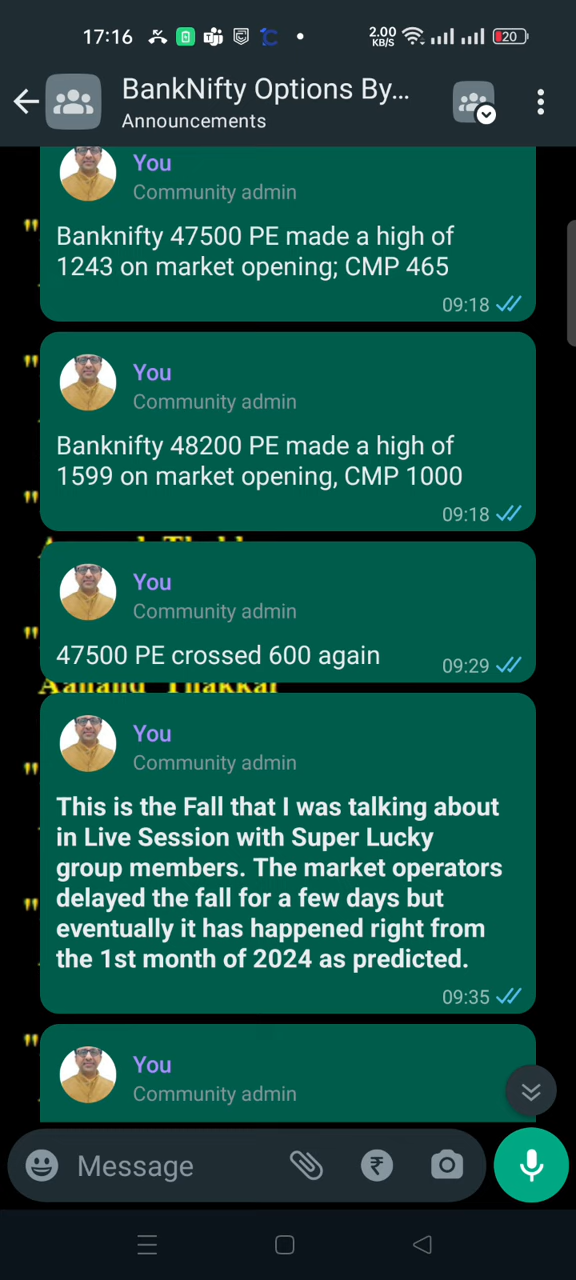 17:16
2.00
KB/S
20
BankNifty Options By...
Announcements
You
Community admin
Banknifty 47500 PE made a high of
1243 on market opening; CMP 465
09:18
"
You
Community admin
Banknifty 48200 PE made a high of
1599 on market opening, CMP 1000
09:18
"
"
You
Community admin
47500 PE crossed 600 again
09:29
"
Aanand Thakkar
You
Community admin
This is the Fall that I was talking about
in Live Session with Super Lucky
group members. The market operators
delayed the fall for a few days but
eventually it has happened right from
the 1st month of 2024 as predicted.
09:35
"
"
You
Community admin
"
Message
₹